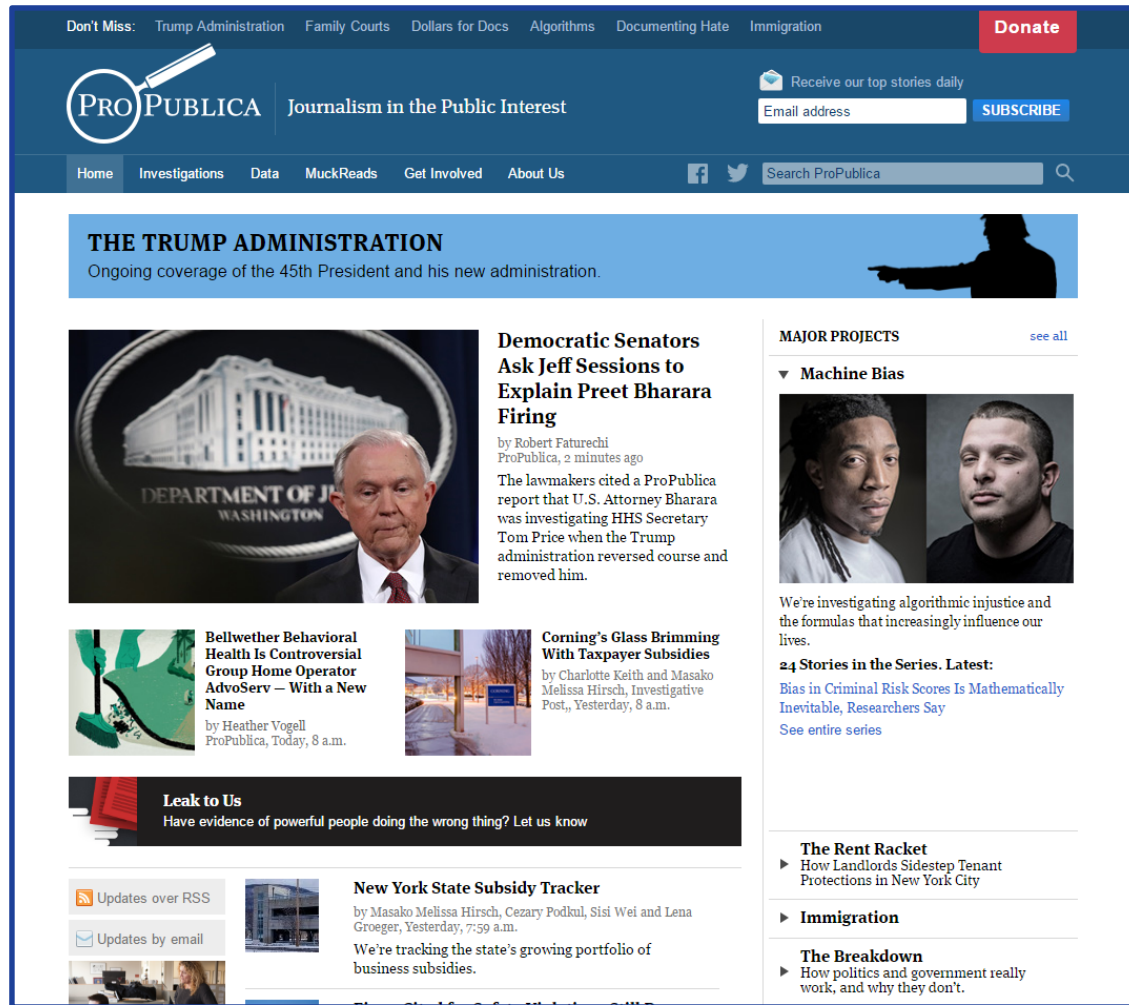 Don't Miss: Trump Administration Family Courts Dollars for Docs Algorithms Documenting Hate Immigration
Donate
PROPUBLICA
Journalism in the Public Interest
Receive our top stories daily
Email address
SUBSCRIBE
Home Investigations Data MuckReads Get Involved About Us
Search ProPublica
THE TRUMP ADMINISTRATION
Ongoing coverage of the 45th President and his new administration.
DEPARTMENT OF J
WASHINGTON
Democratic Senators
Ask Jeff Sessions to
Explain Preet Bharara
Firing
by Robert Faturechi
ProPublica, 2 minutes ago
The lawmakers cited a ProPublica
report that U.S. Attorney Bharara
was investigating HHS Secretary
Tom Price when the Trump
administration reversed course and
removed him.
Bellwether Behavioral
Health Is Controversial
Group Home Operator
AdvoServ — With a New
Name
by Heather Vogell
ProPublica, Today, 8 a.m.
Corning's Glass Brimming
With Taxpayer Subsidies
by Charlotte Keith and Masako
Melissa Hirsch, Investigative
Post,, Yesterday, 8 a.m.
Leak to Us
Have evidence of powerful people doing the wrong thing? Let us know
Updates over RSS
Updates by email
New York State Subsidy Tracker
by Masako Melissa Hirsch, Cezary Podkul, Sisi Wei and Lena
Groeger, Yesterday, 7:59 a.m.
We're tracking the state's growing portfolio of
business subsidies.
MAJOR PROJECTS
see all
Machine Bias
We're investigating algorithmic injustice and
the formulas that increasingly influence our
lives.
24 Stories in the Series. Latest:
Bias in Criminal Risk Scores Is Mathematically
Inevitable, Researchers Say
See entire series
The Rent Racket
How Landlords Sidestep Tenant
Protections in New York City
Immigration
The Breakdown
How politics and government really
work, and why they don't.